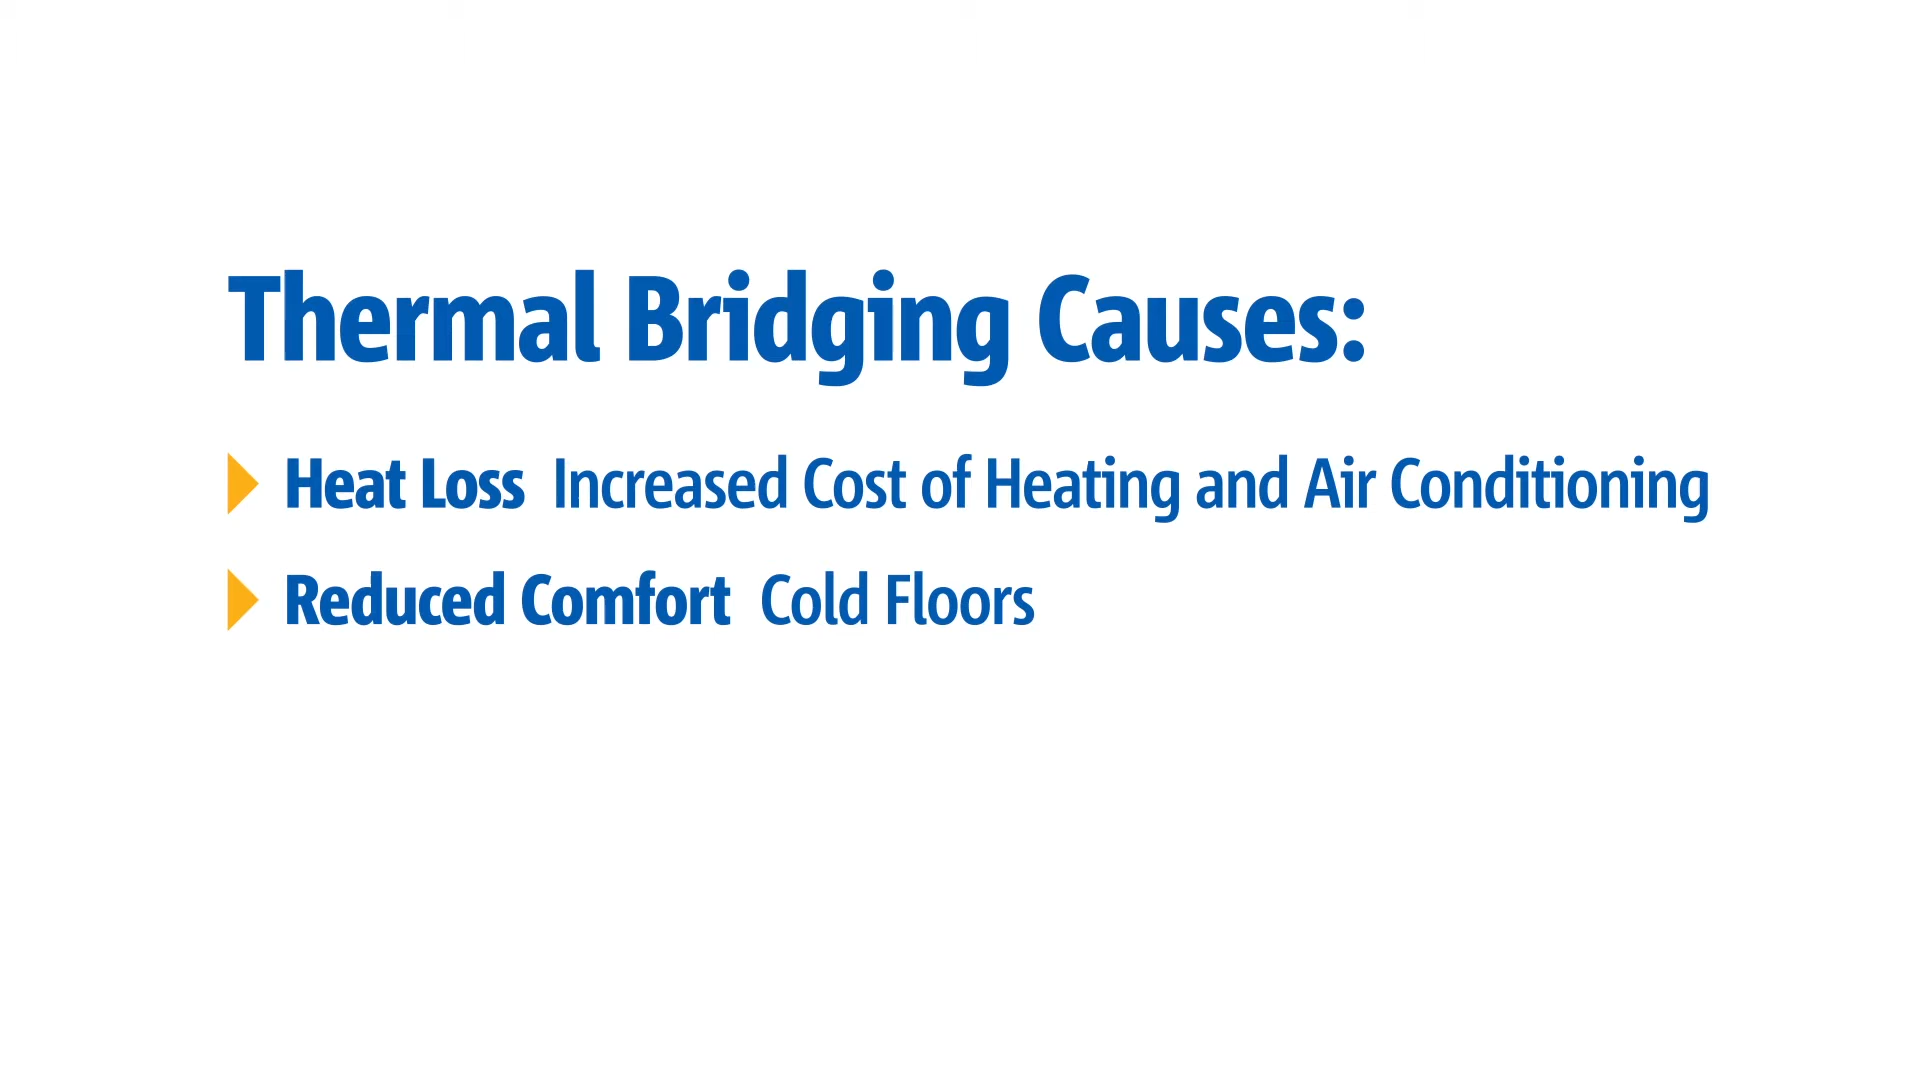 Thermal Bridging Causes:
Heat Loss Increased Cost of Heating and Air Conditioning
Reduced Comfort Cold Floors